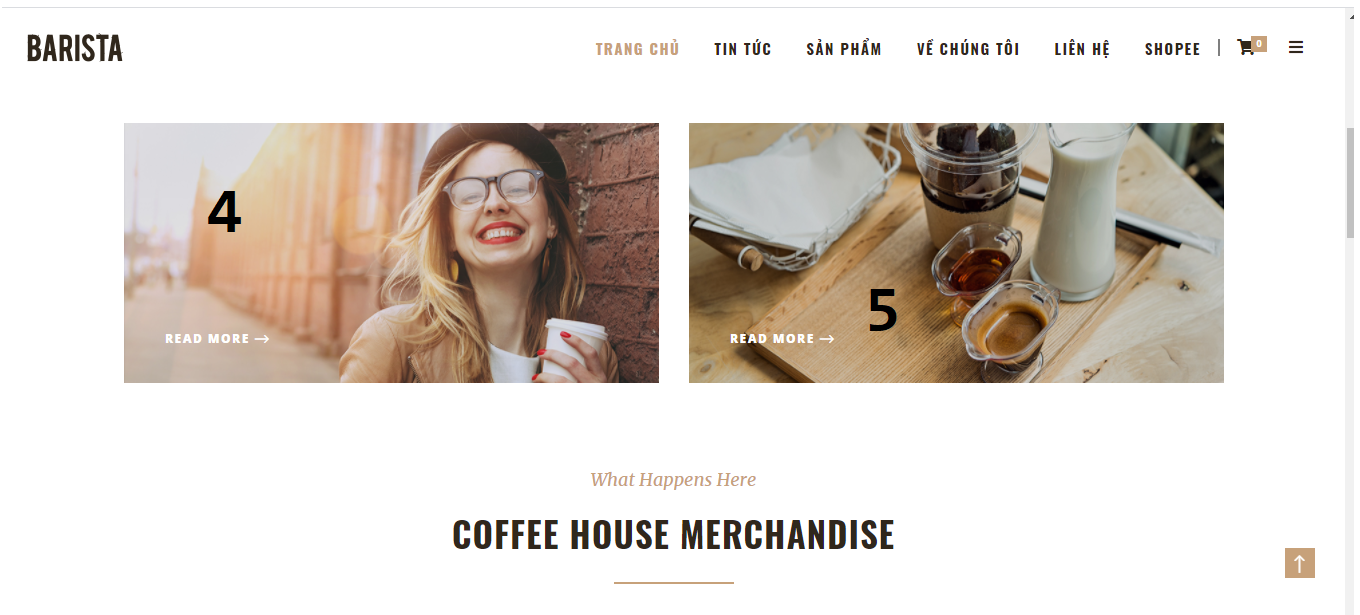 BARISTA
TRANG CHỦ TIN TỨC SẢN PHẨM VỀ CHÚNG TÔI LIÊN HỆ SHOPEE 0
4
5
READ MORE → READ MORE →
What Happens Here
COFFEE HOUSE MERCHANDISE